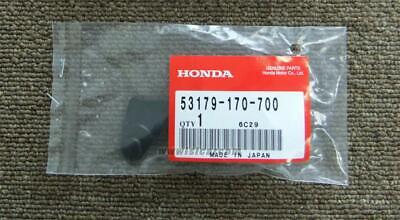 GENUINE PARTS
Honda Motor Co., Ltd.
HONDA
53179-170-700
QTY 1 6C29
MADE IN JAPAN